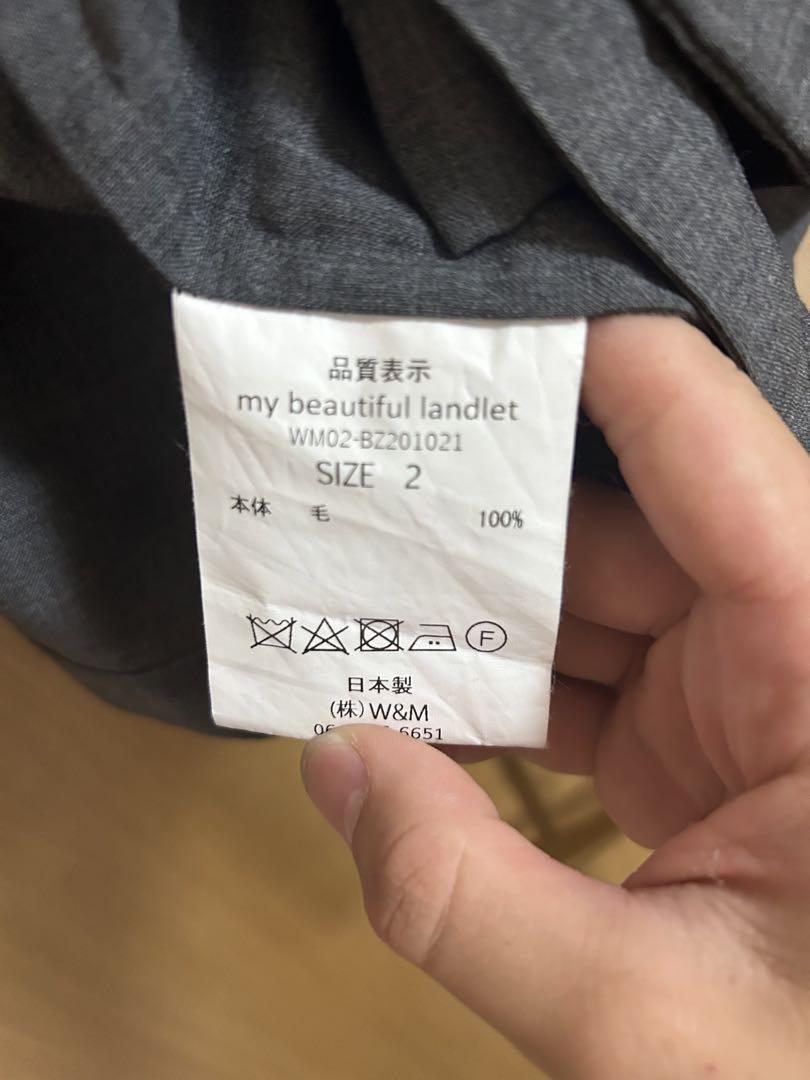 品質表示
my beautiful landlet
WM02-BZ201021
SIZE 2
本体 毛 100%
F
日本製
(株)W&M
6651